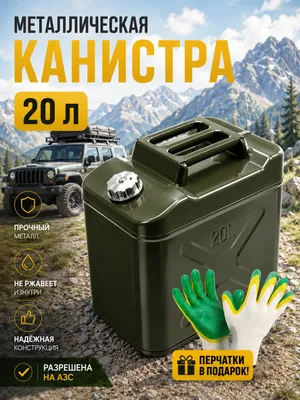 МЕТАЛЛИЧЕСКАЯ
КАНИСТРА
20 л
ПРОЧНЫЙ
МЕТАЛЛ
НЕ РЖАВЕЕТ
ИЗНУТРИ
НАДЁЖНАЯ
КОНСТРУКЦИЯ
РАЗРЕШЕНА
НА АЗС
20L
ПЕРЧАТКИ
В ПОДАРОК!